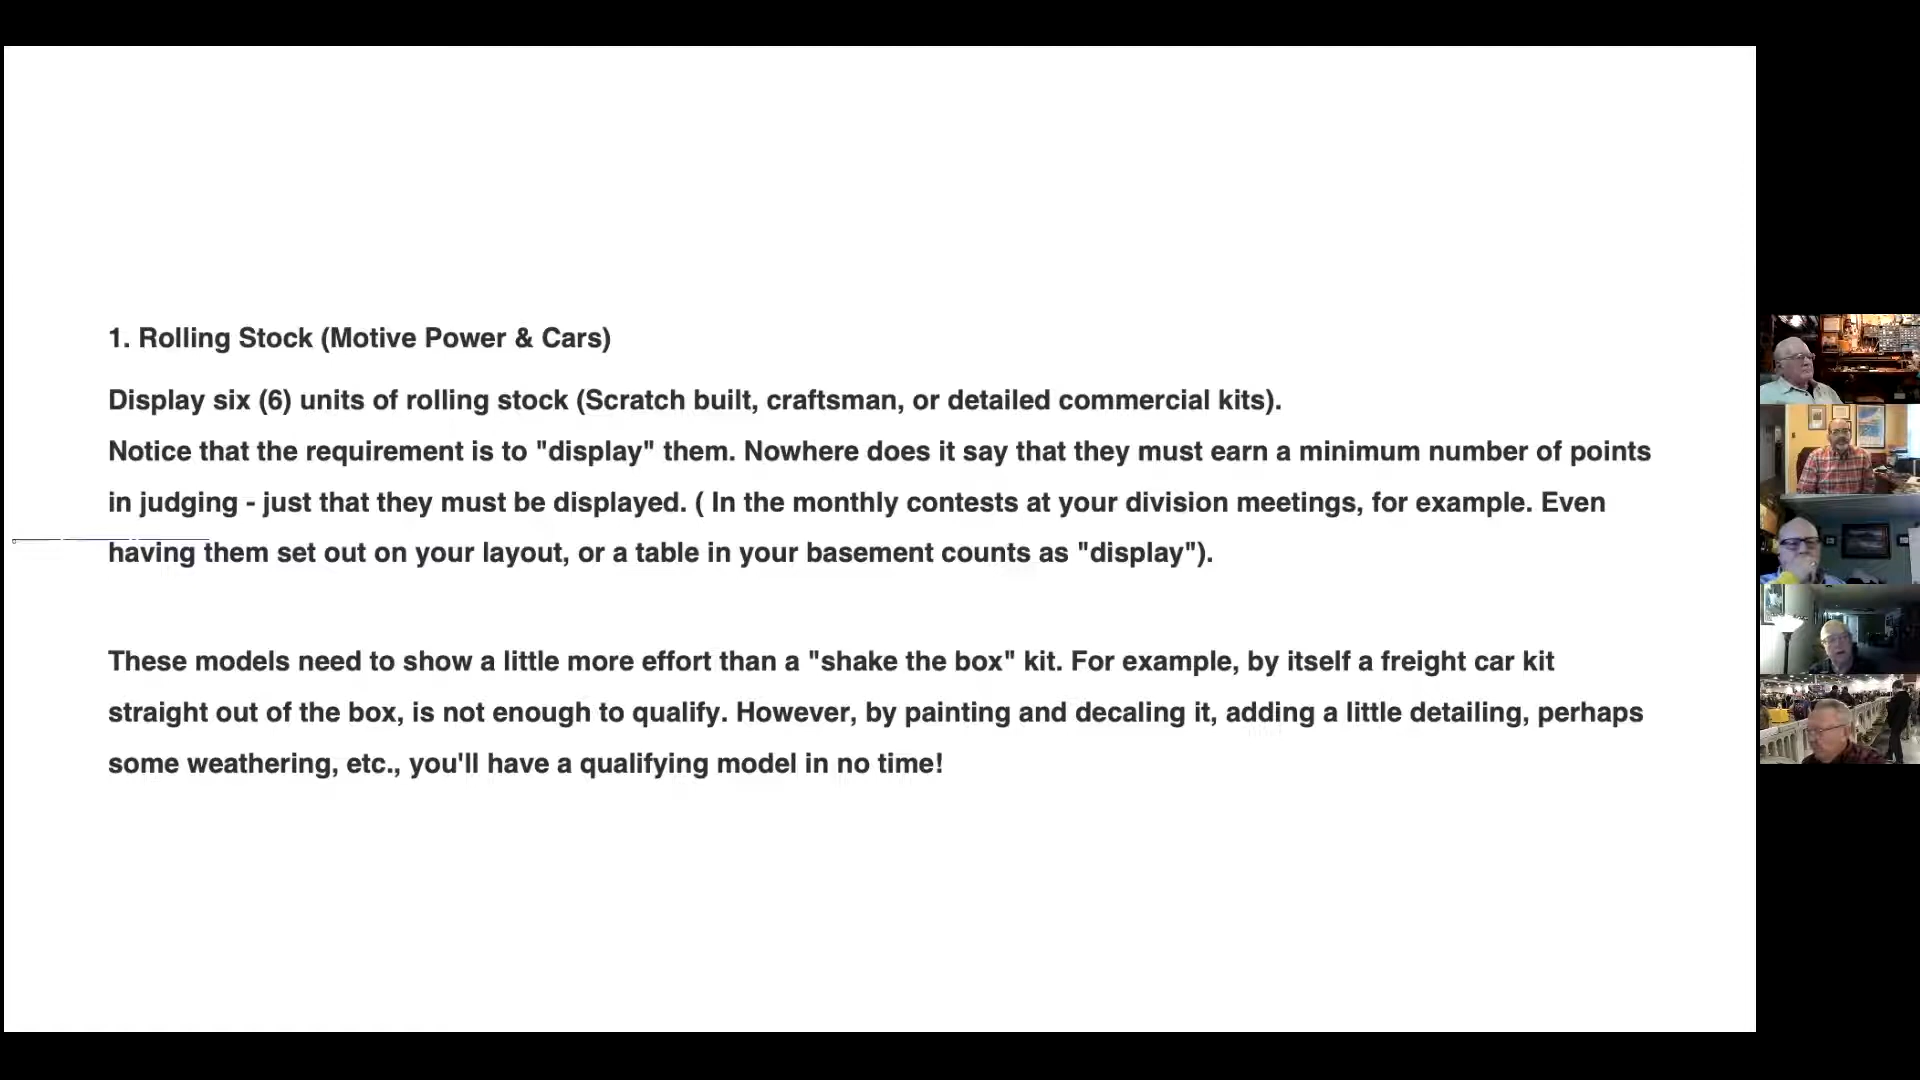 1. Rolling Stock (Motive Power & Cars)
Display six (6) units of rolling stock (Scratch built, craftsman, or detailed commercial kits).
Notice that the requirement is to "display" them. Nowhere does it say that they must earn a minimum number of points
in judging - just that they must be displayed. ( In the monthly contests at your division meetings, for example. Even
having them set out on your layout, or a table in your basement counts as "display").
These models need to show a little more effort than a "shake the box" kit. For example, by itself a freight car kit
straight out of the box, is not enough to qualify. However, by painting and decaling it, adding a little detailing, perhaps
some weathering, etc., you'll have a qualifying model in no time!